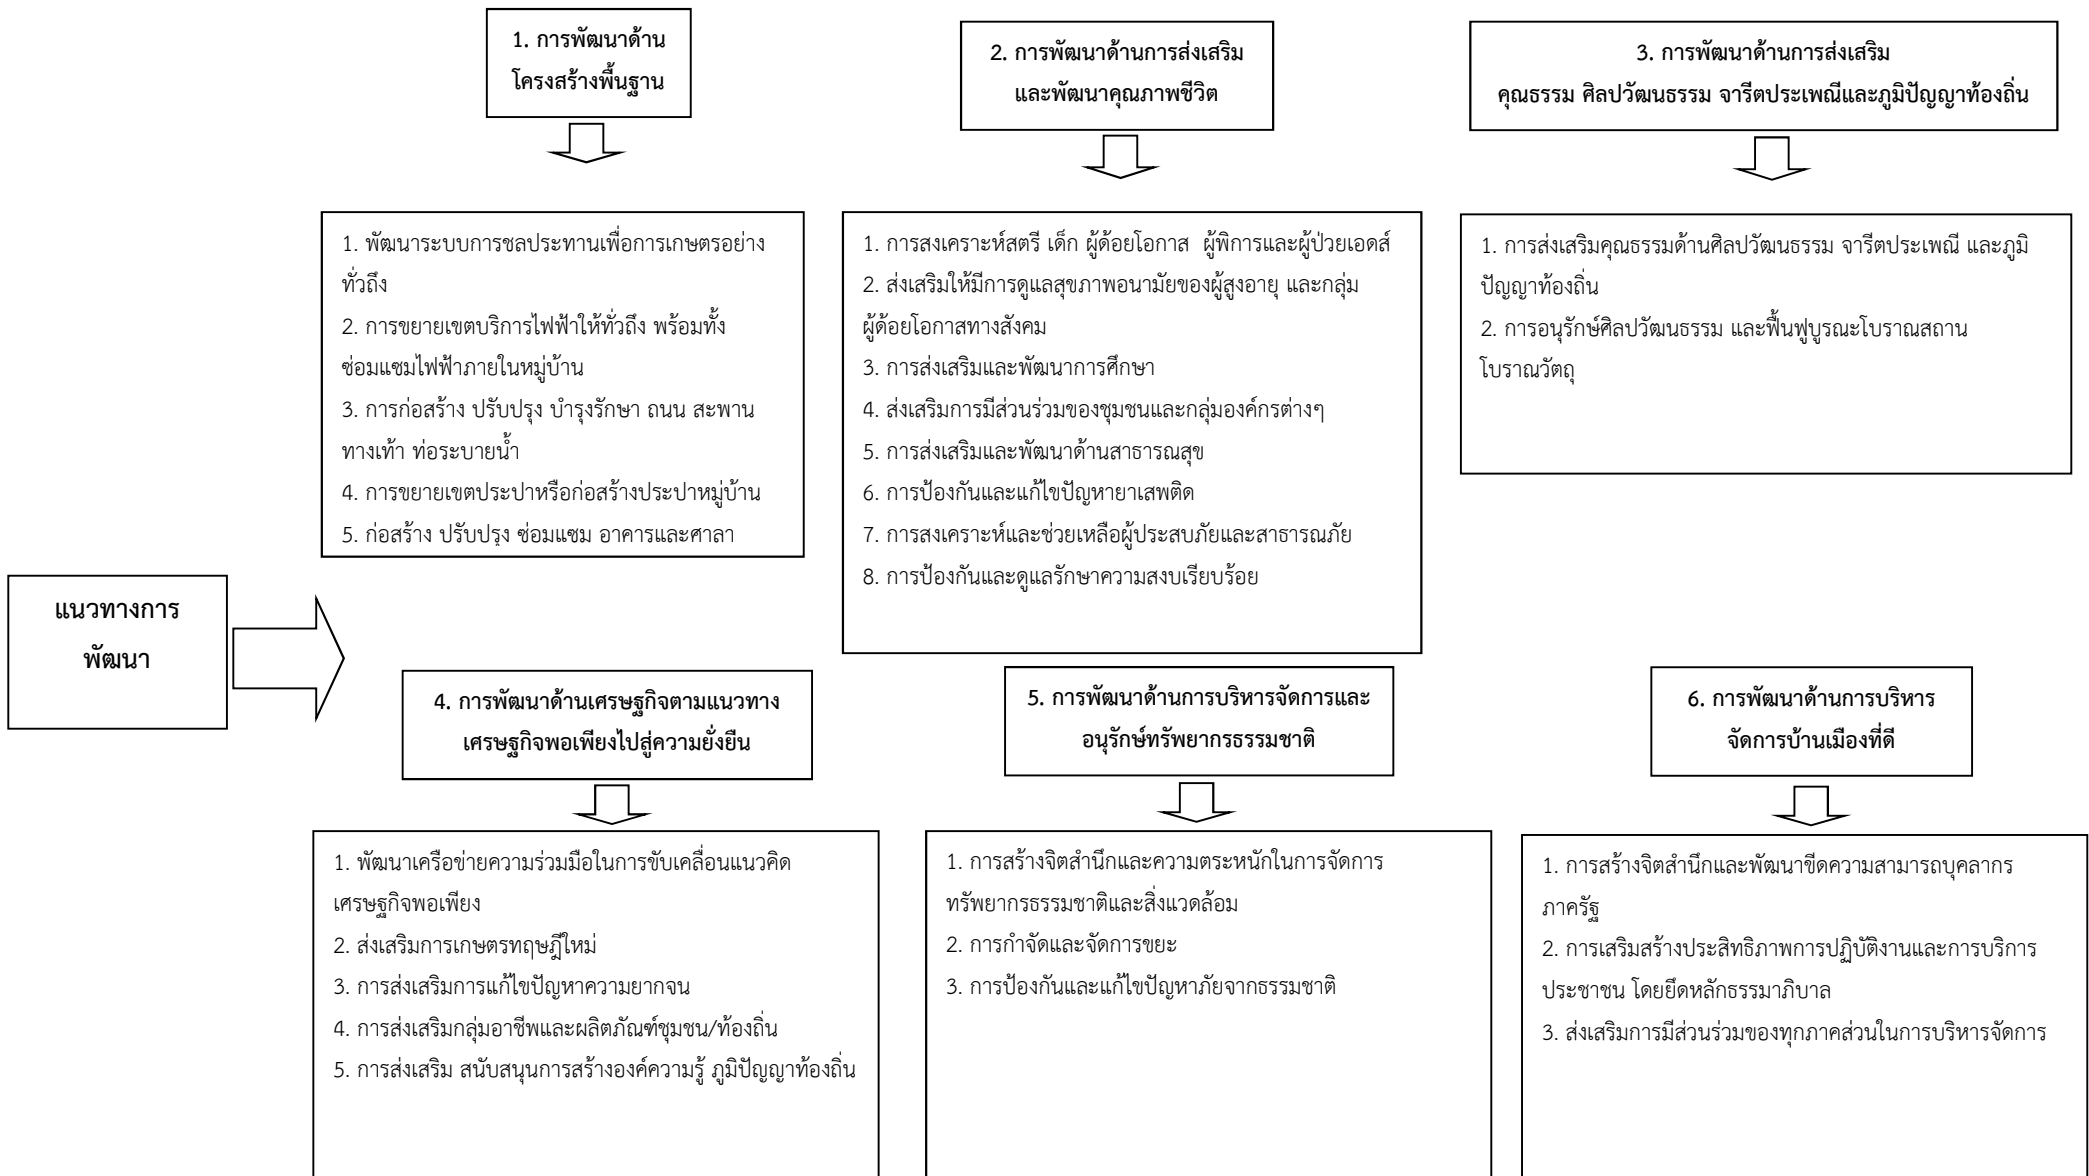 1. การพัฒนาด้าน
โครงสร้างพื้นฐาน
1. พัฒนาระบบการชลประทานเพื่อการเกษตรอย่าง
ทั่วถึง
2. การขยายเขตบริการไฟฟ้าให้ทั่วถึง พร้อมทั้ง
ซ่อมแซมไฟฟ้าภายในหมู่บ้าน
3. การก่อสร้าง ปรับปรุง บำรุงรักษา ถนน สะพาน
ทางเท้า ท่อระบายน้ำ
4. การขยายเขตประปาหรือก่อสร้างประปาหมู่บ้าน
5. ก่อสร้าง ปรับปรุง ซ่อมแซม อาคารและศาลา
2. การพัฒนาด้านการส่งเสริม
และพัฒนาคุณภาพชีวิต
1. การสงเคราะห์สตรี เด็ก ผู้ด้อยโอกาส ผู้พิการและผู้ป่วยเอดส์
2. ส่งเสริมให้มีการดูแลสุขภาพอนามัยของผู้สูงอายุ และกลุ่ม
ผู้ด้อยโอกาสทางสังคม
3. การส่งเสริมและพัฒนาการศึกษา
4. ส่งเสริมการมีส่วนร่วมของชุมชนและกลุ่มองค์กรต่างๆ
5. การส่งเสริมและพัฒนาด้านสาธารณสุข
6. การป้องกันและแก้ไขปัญหายาเสพติด
7. การสงเคราะห์และช่วยเหลือผู้ประสบภัยและสาธารณภัย
8. การป้องกันและดูแลรักษาความสงบเรียบร้อย
3. การพัฒนาด้านการส่งเสริม
คุณธรรม ศิลปวัฒนธรรม จารีตประเพณีและภูมิปัญญาท้องถิ่น
1. การส่งเสริมคุณธรรมด้านศิลปวัฒนธรรม จารีตประเพณี และภูมิ
ปัญญาท้องถิ่น
2. การอนุรักษ์ศิลปวัฒนธรรม และฟื้นฟูบูรณะโบราณสถาน
โบราณวัตถุ
แนวทางการ
พัฒนา
4. การพัฒนาด้านเศรษฐกิจตามแนวทาง
เศรษฐกิจพอเพียงไปสู่ความยั่งยืน
1. พัฒนาเครือข่ายความร่วมมือในการขับเคลื่อนแนวคิด
เศรษฐกิจพอเพียง
2. ส่งเสริมการเกษตรทฤษฎีใหม่
3. การส่งเสริมการแก้ไขปัญหาความยากจน
4. การส่งเสริมกลุ่มอาชีพและผลิตภัณฑ์ชุมชน/ท้องถิ่น
5. การส่งเสริม สนับสนุนการสร้างองค์ความรู้ ภูมิปัญญาท้องถิ่น
5. การพัฒนาด้านการบริหารจัดการและ
อนุรักษ์ทรัพยากรธรรมชาติ
1. การสร้างจิตสำนึกและความตระหนักในการจัดการ
ทรัพยากรธรรมชาติและสิ่งแวดล้อม
2. การกำจัดและจัดการขยะ
3. การป้องกันและแก้ไขปัญหาภัยจากธรรมชาติ
6. การพัฒนาด้านการบริหาร
จัดการบ้านเมืองที่ดี
1. การสร้างจิตสำนึกและพัฒนาขีดความสามารถบุคลากร
ภาครัฐ
2. การเสริมสร้างประสิทธิภาพการปฏิบัติงานและการบริการ
ประชาชน โดยยึดหลักธรรมาภิบาล
3. ส่งเสริมการมีส่วนร่วมของทุกภาคส่วนในการบริหารจัดการ